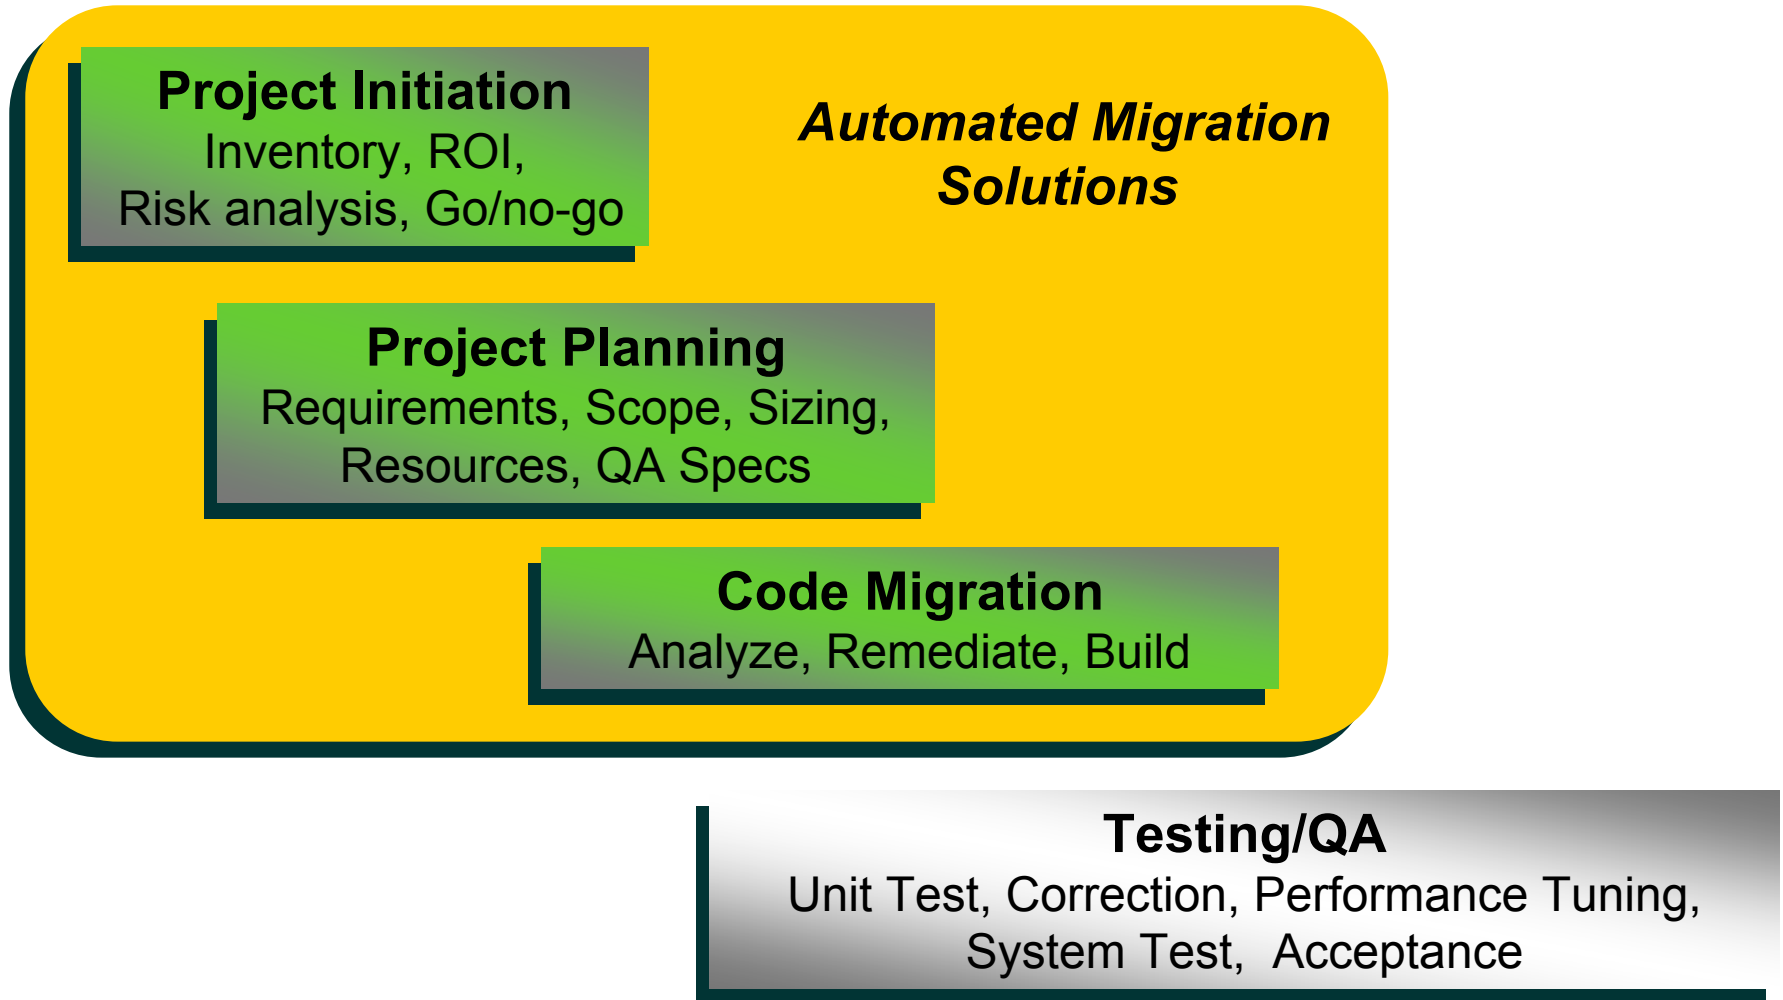 Project Initiation
Inventory, ROI,
Risk analysis, Go/no-go
Automated Migration
Solutions
Project Planning
Requirements, Scope, Sizing,
Resources, QA Specs
Code Migration
Analyze, Remediate, Build
Testing/QA
Unit Test, Correction, Performance Tuning,
System Test,  Acceptance